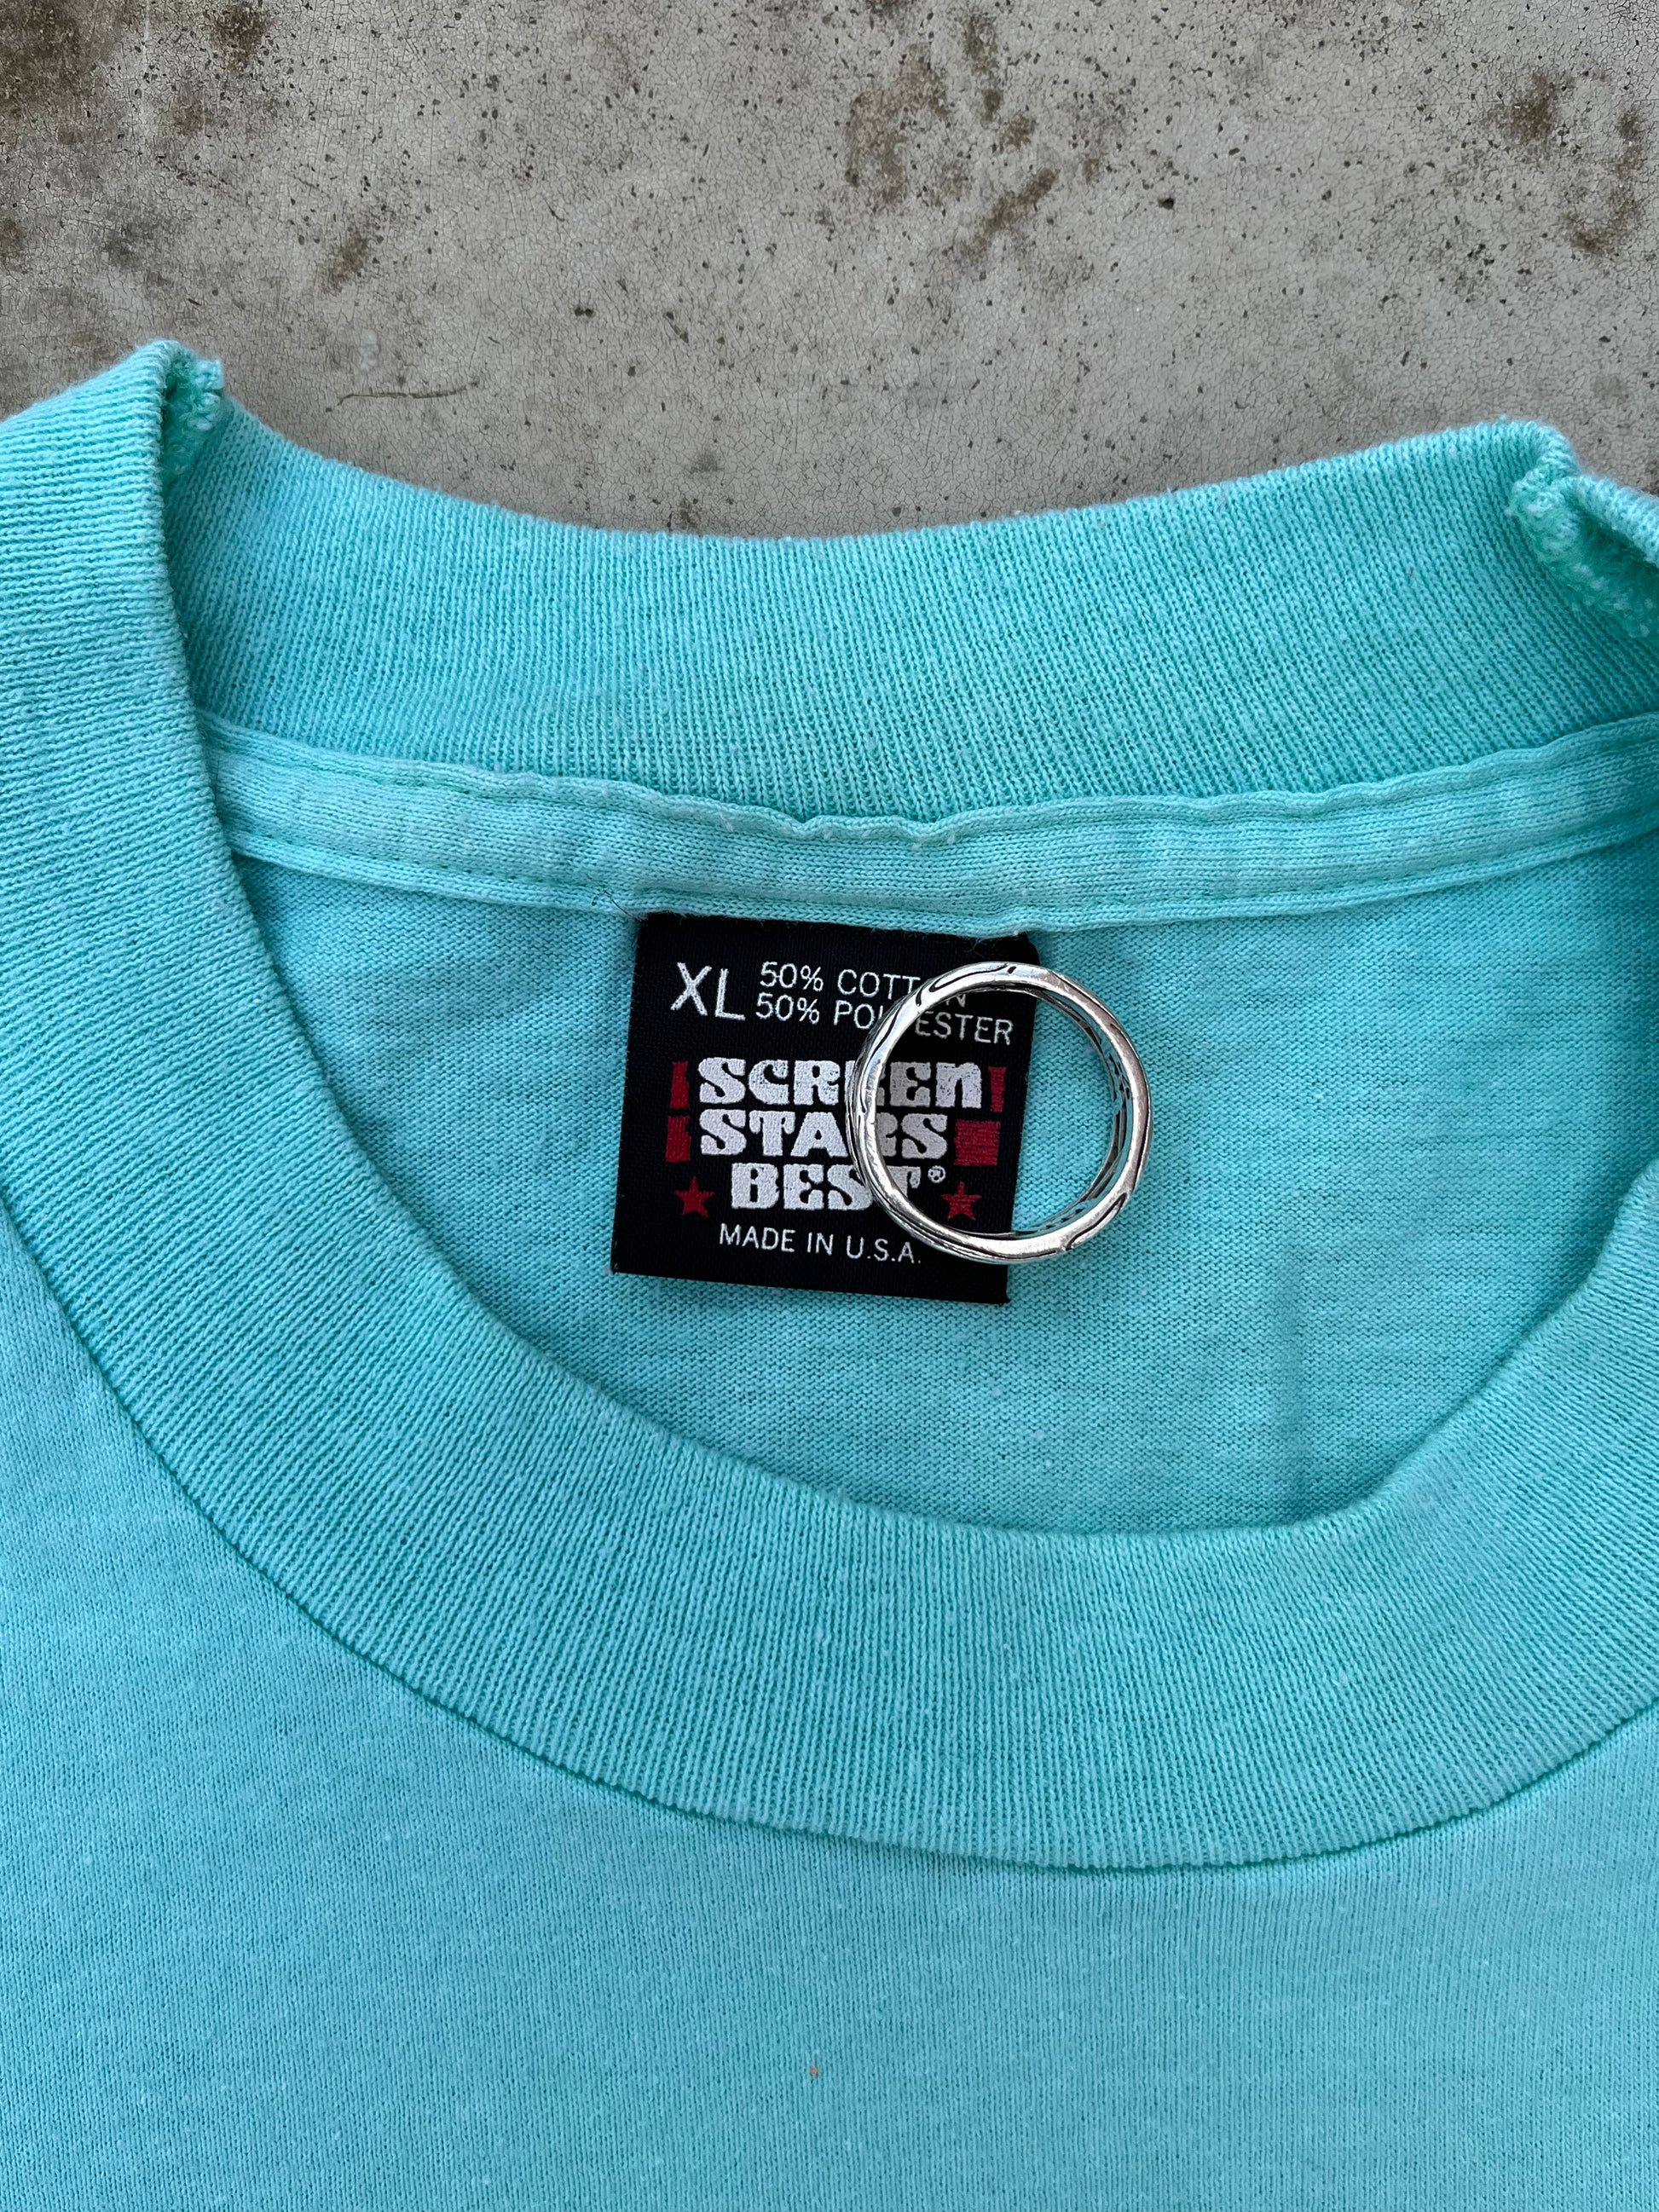 XL 50% COTTON
50% POLYESTER
SCREEN
STARS
BEST®
MADE IN U.S.A.